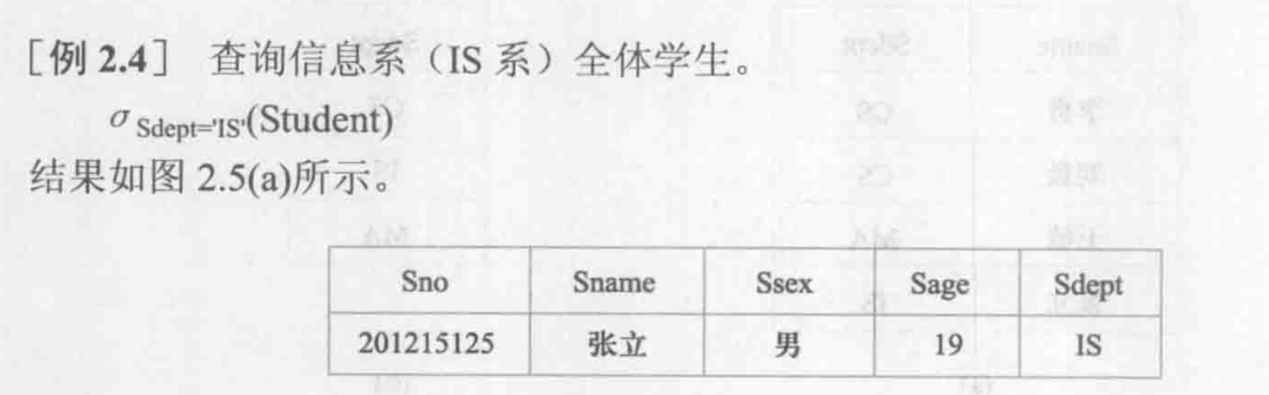 ［例 2.4］ 查询信息系（IS 系）全体学生。
σ Sdept='IS'(Student)
结果如图 2.5(a)所示。
Sno Sname Ssex Sage Sdept
201215125 张立 男 19 IS